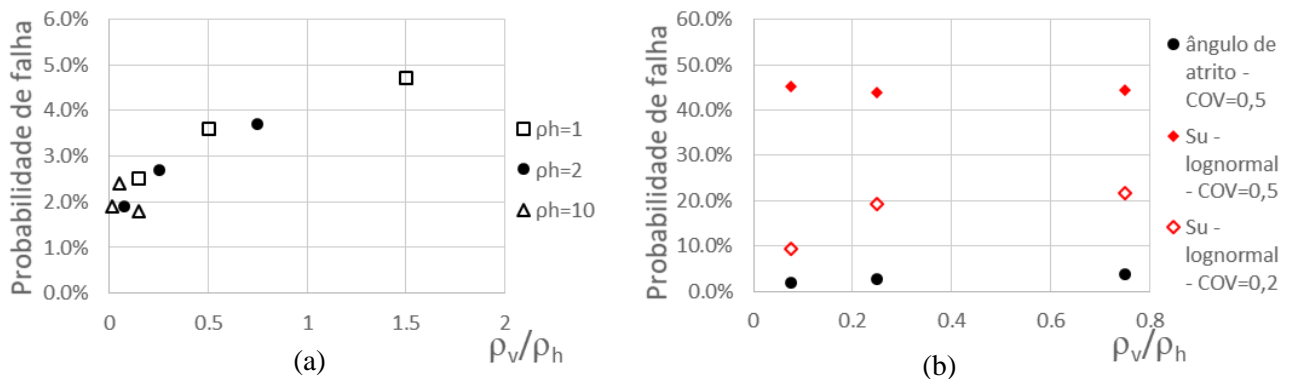 6.0%
5.0%
4.0%
3.0%
2.0%
1.0%
0.0%
Probabilidade de falha
0
0.5
1
1.5
2
ρv/ρh
ρh=1
ρh=2
ρh=10
(a)
60.0%
50.0%
40.0%
30.0%
20.0%
10.0%
0.0%
Probabilidade de falha
0
0.2
0.4
0.6
0.8
ρv/ρh
ângulo de
atrito -
COV=0,5
Su -
lognormal
- COV=0,5
Su -
lognormal
- COV=0,2
(b)